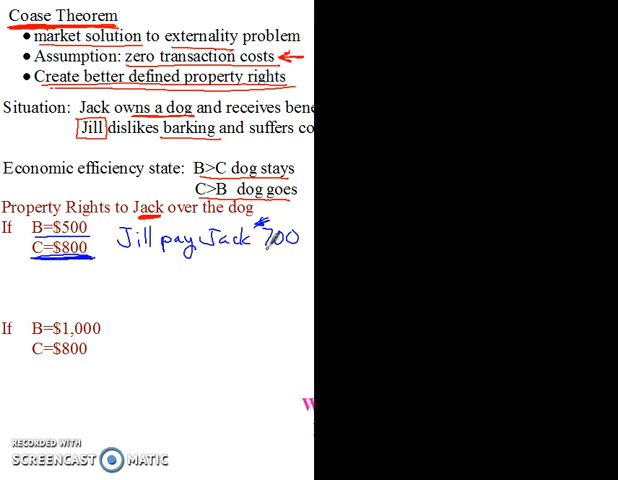 Coase Theorem
• market solution to externality problem
• Assumption: zero transaction costs
• Create better defined property rights
Situation: Jack owns a dog and receives bene
Jill dislikes barking and suffers co
Economic efficiency state: B>C dog stays
C>B dog goes
Property Rights to Jack over the dog
If B=$500
C=$800
Jill pay Jack $700
If B=$1,000
C=$800
W
RECORDED WITH
SCREENCAST MATIC